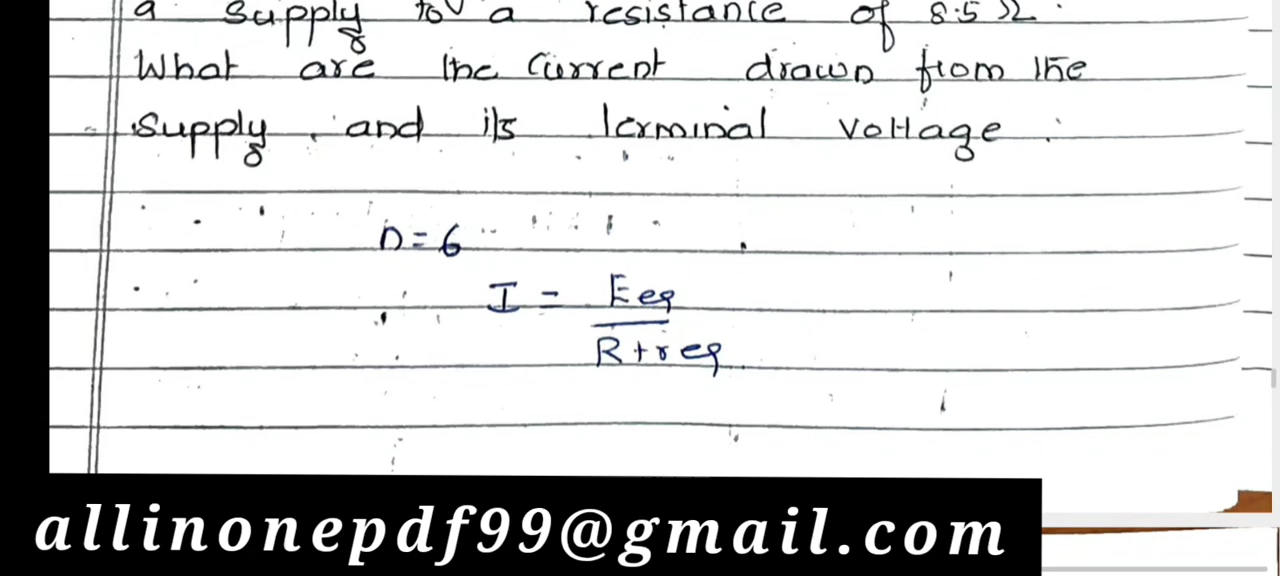 a supply to a resistance of 8.5 Ω.
What are the current drawn from the
supply and its terminal voltage.
n=6
I = Eeq
R+req
allinonepdf99@gmail.com